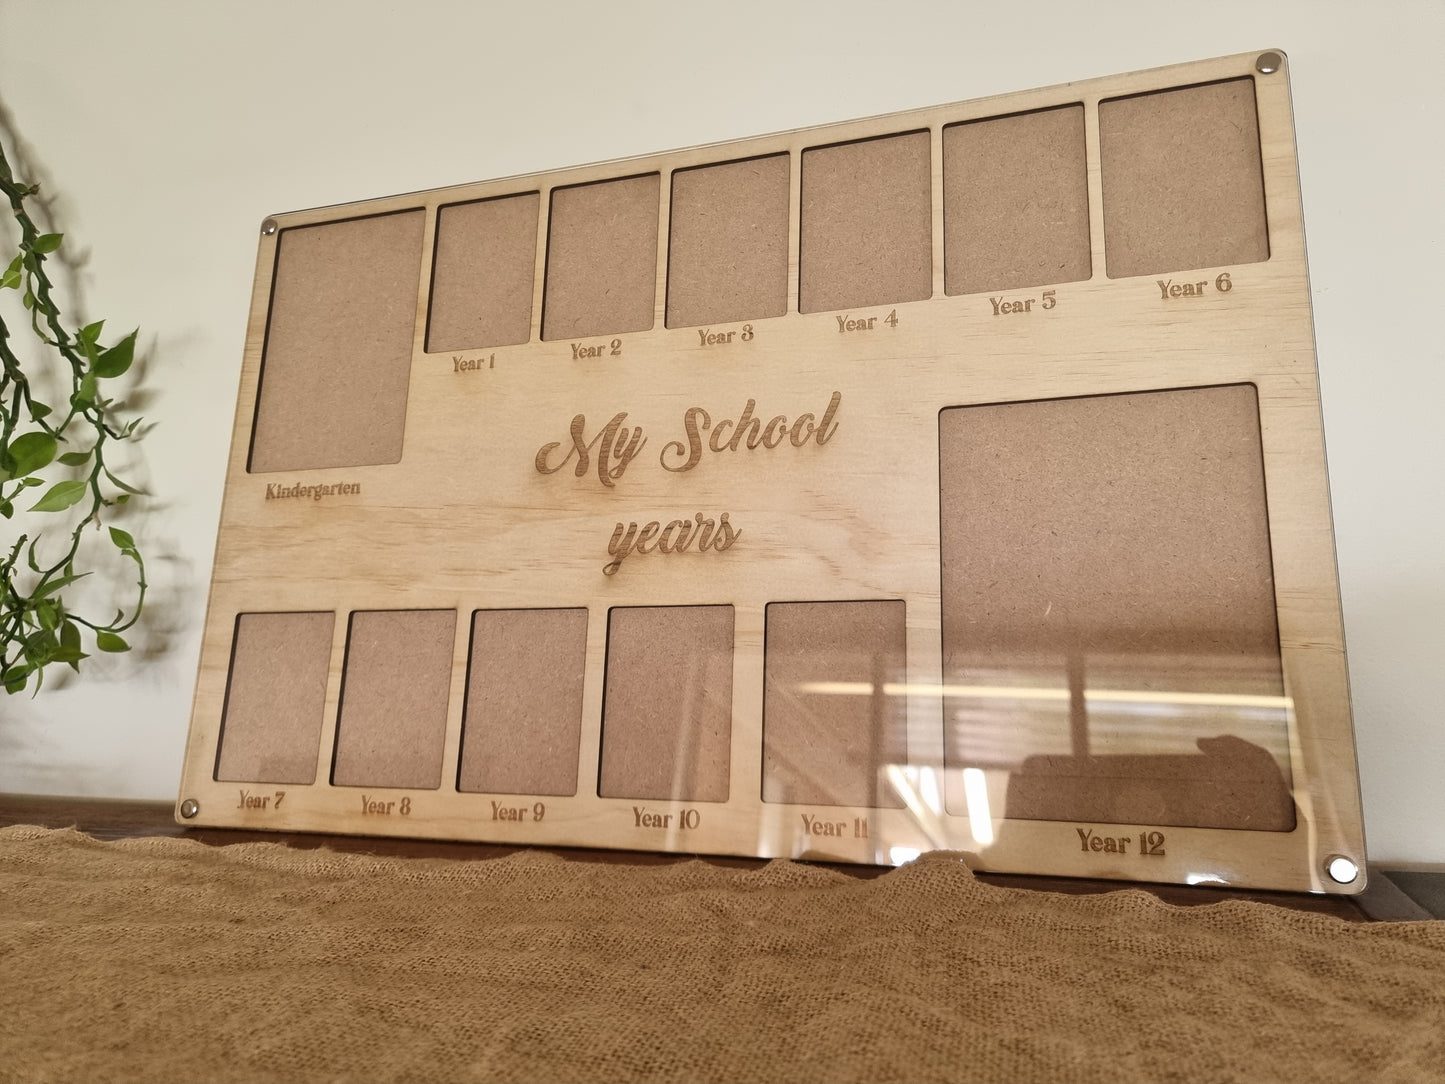 Year 1
Year 2
Year 3
Year 4
Year 5
Year 6
Kindergarten
My School
years
Year 7
Year 8
Year 9
Year 10
Year 11
Year 12